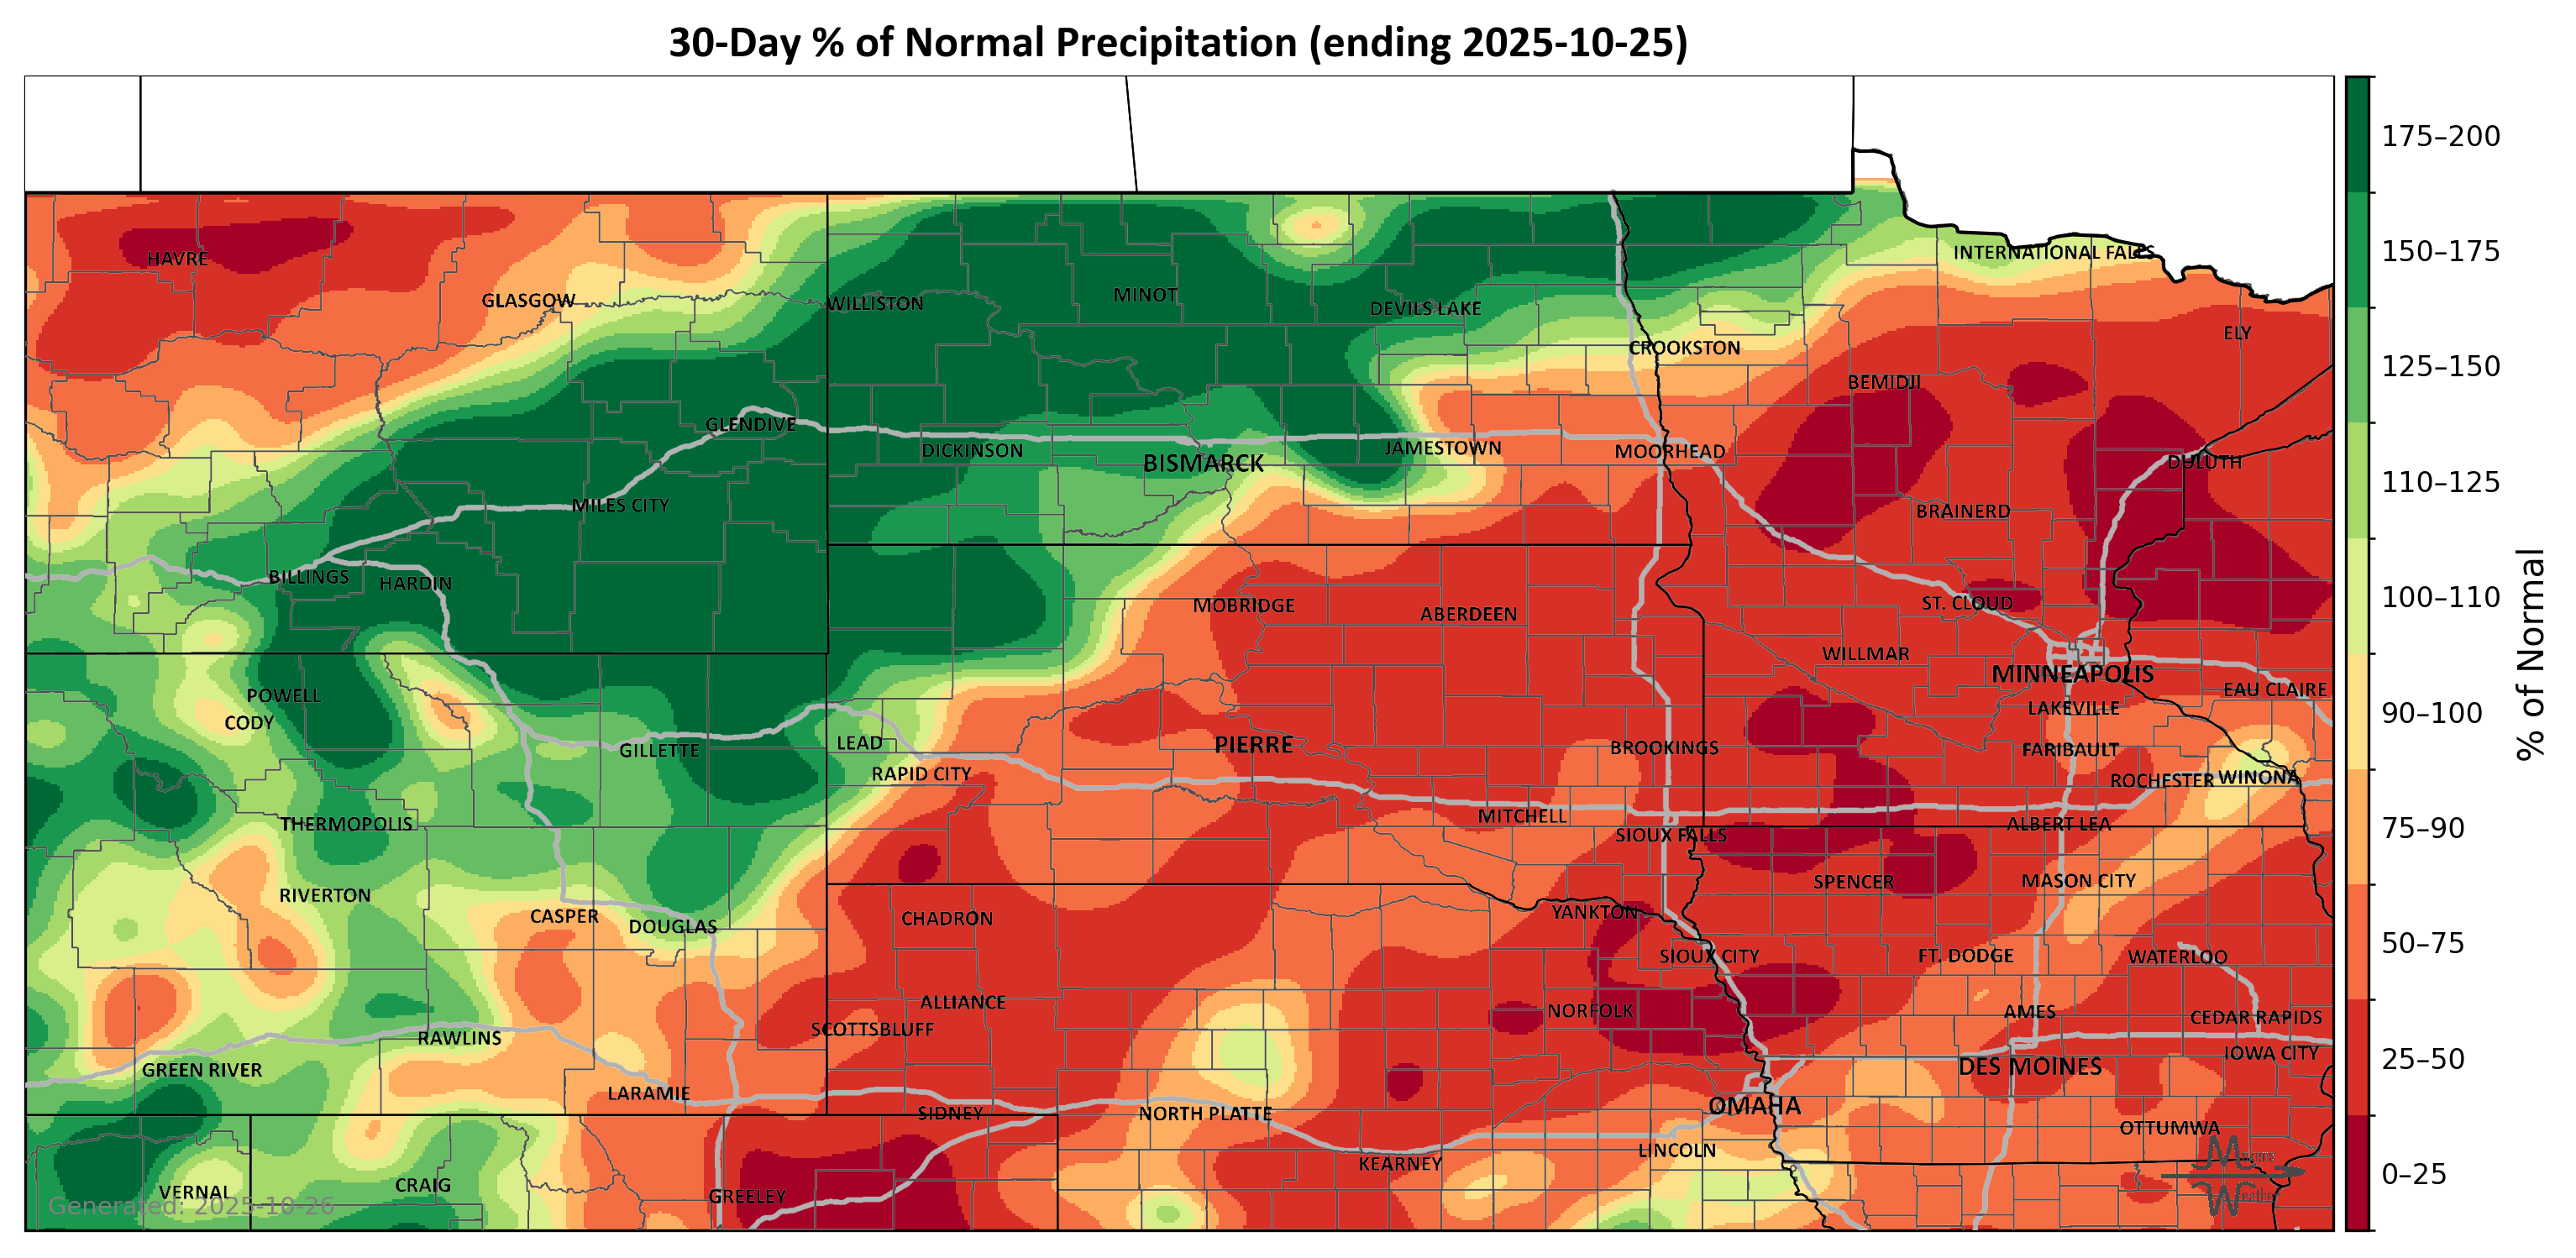 30-Day % of Normal Precipitation (ending 2025-10-25)
175–200
150–175
125–150
110–125
100–110
90–100
75–90
50–75
25–50
0–25
% of Normal
INTERNATIONAL FALLS
HAVRE
GLASGOW
WILLISTON
MINOT
DEVILS LAKE
ELY
CROOKSTON
BEMIDJI
GLENDIVE
DICKINSON
BISMARCK
JAMESTOWN
MOORHEAD
DULUTH
MILES CITY
BRAINERD
BILLINGS
HARDIN
MOBRIDGE
ABERDEEN
ST. CLOUD
WILLMAR
MINNEAPOLIS
POWELL
EAU CLAIRE
CODY
LAKEVILLE
GILLETTE
LEAD
PIERRE
BROOKINGS
FARIBAULT
RAPID CITY
ROCHESTER
WINONA
THERMOPOLIS
MITCHELL
SIOUX FALLS
ALBERT LEA
RIVERTON
SPENCER
MASON CITY
CASPER
DOUGLAS
CHADRON
YANKTON
SIOUX CITY
FT. DODGE
WATERLOO
ALLIANCE
NORFOLK
AMES
CEDAR RAPIDS
SCOTTSBLUFF
RAWLINS
IOWA CITY
GREEN RIVER
DES MOINES
LARAMIE
SIDNEY
NORTH PLATTE
OMAHA
OTTUMWA
LINCOLN
KEARNEY
VERNAL
CRAIG
GREELEY
Generated: 2025-10-26